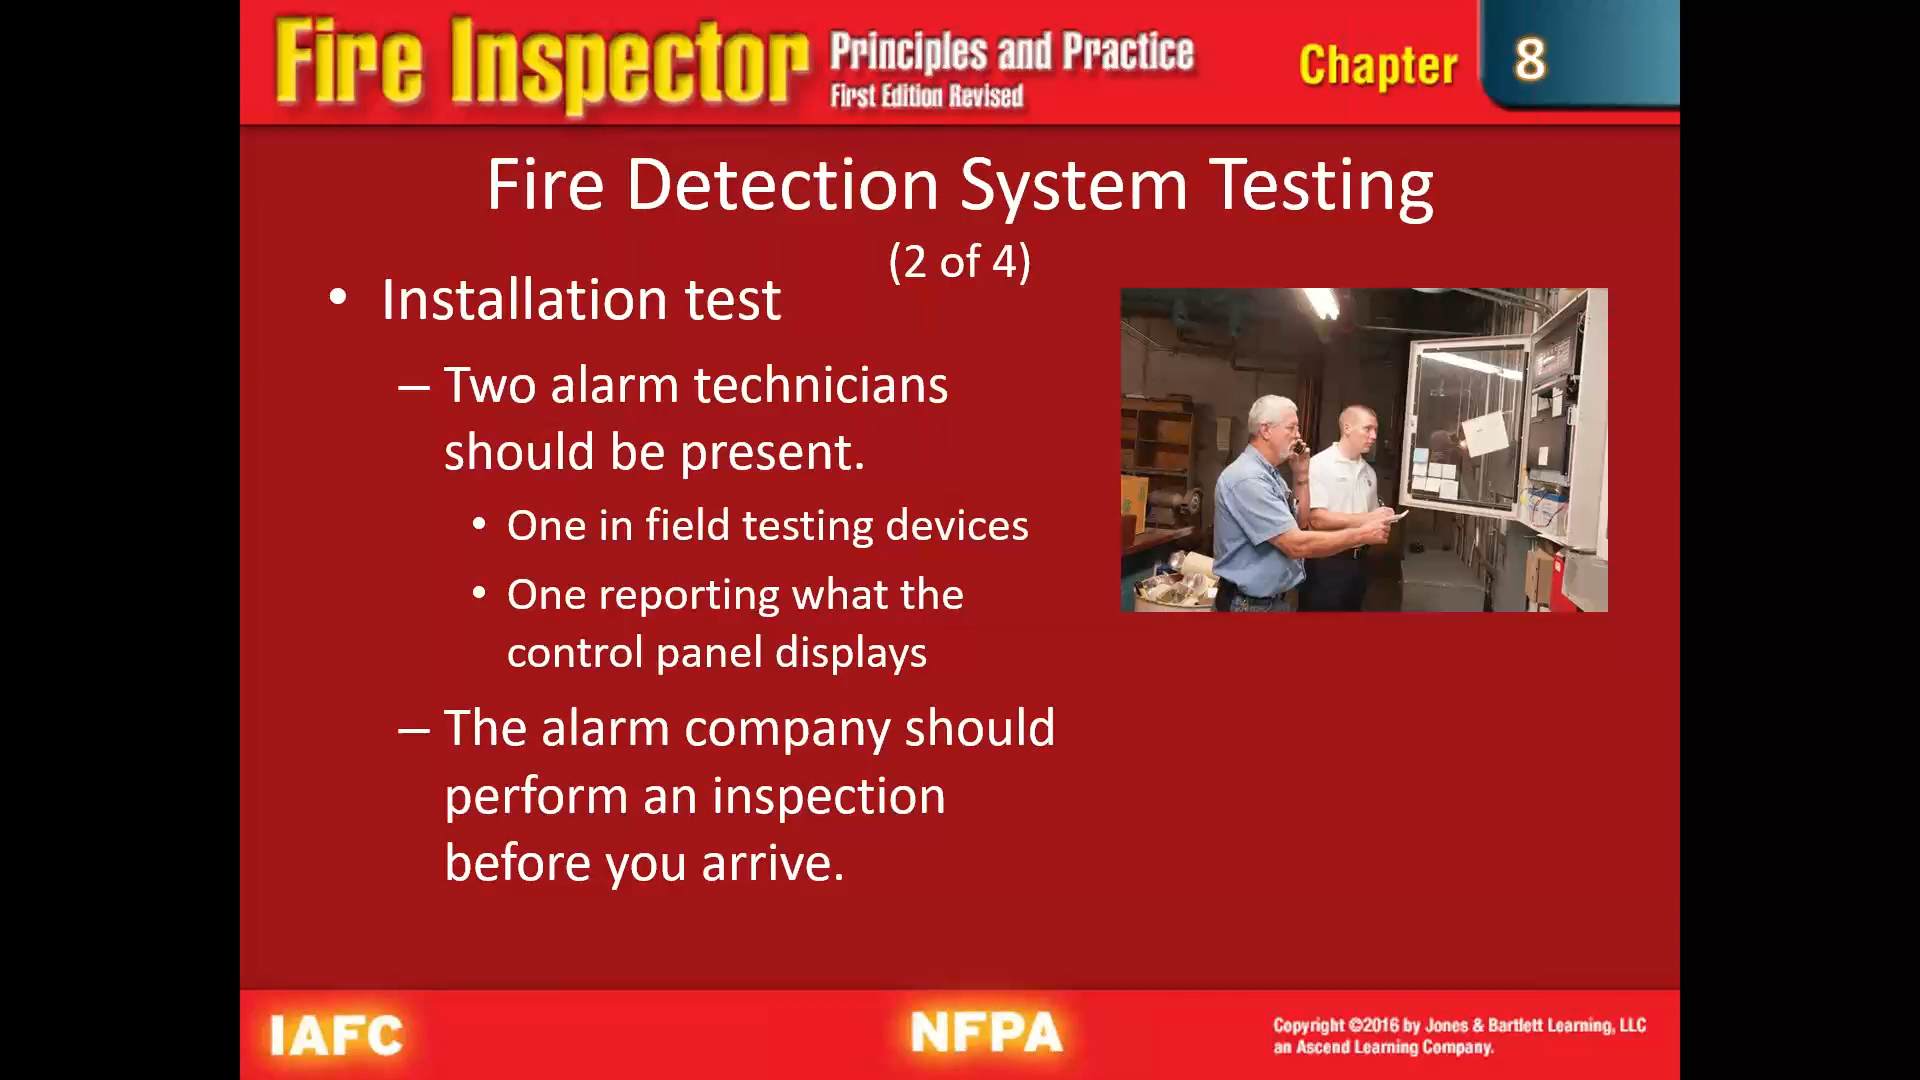 Fire Inspector Principles and Practice
First Edition Revised
Chapter 8
Fire Detection System Testing
(2 of 4)
• Installation test
– Two alarm technicians
should be present.
• One in field testing devices
• One reporting what the
control panel displays
– The alarm company should
perform an inspection
before you arrive.
IAFC
NFPA
Copyright ©2016 by Jones & Bartlett Learning, LLC
an Ascend Learning Company.